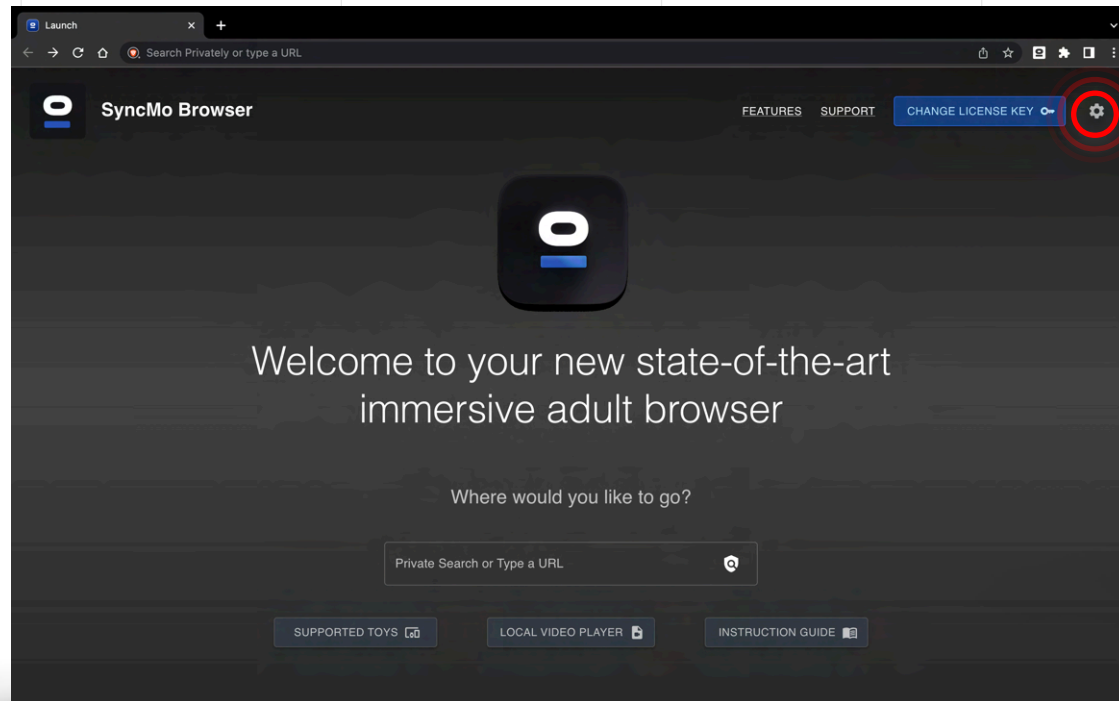 Launch
Search Privately or type a URL
SyncMo Browser
FEATURES SUPPORT CHANGE LICENSE KEY
Welcome to your new state-of-the-art
immersive adult browser
Where would you like to go?
Private Search or Type a URL
SUPPORTED TOYS LOCAL VIDEO PLAYER INSTRUCTION GUIDE